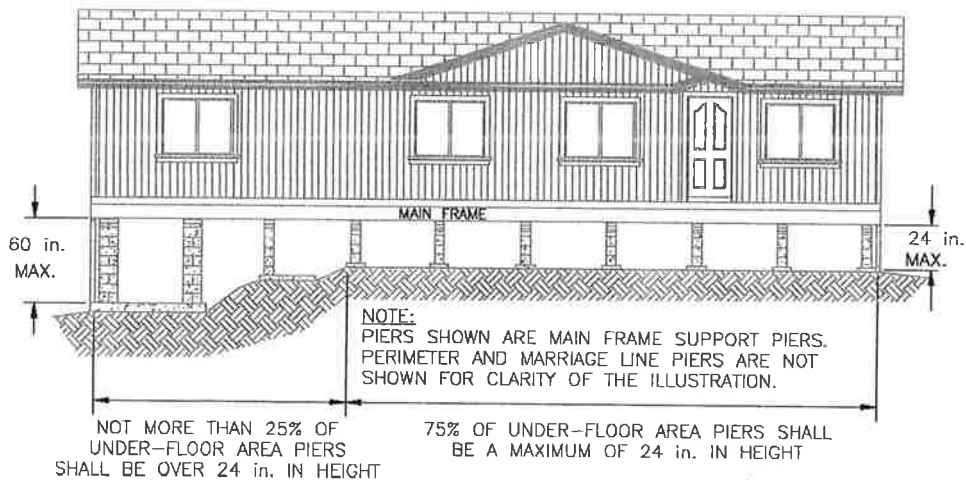 MAIN FRAME
60 in.
MAX.
24 in.
MAX.
NOTE:
PIERS SHOWN ARE MAIN FRAME SUPPORT PIERS.
PERIMETER AND MARRIAGE LINE PIERS ARE NOT
SHOWN FOR CLARITY OF THE ILLUSTRATION.
NOT MORE THAN 25% OF
UNDER-FLOOR AREA PIERS
SHALL BE OVER 24 in. IN HEIGHT
75% OF UNDER-FLOOR AREA PIERS SHALL
BE A MAXIMUM OF 24 in. IN HEIGHT